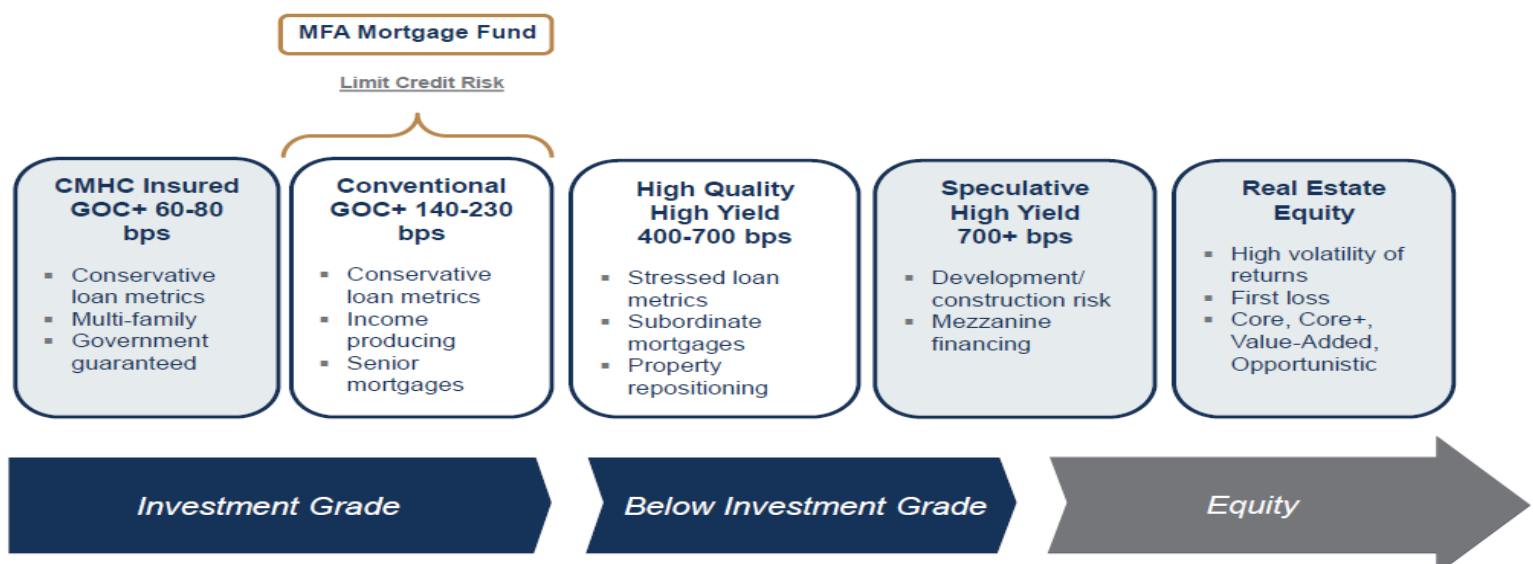 MFA Mortgage Fund
Limit Credit Risk
CMHC Insured
GOC+ 60-80
bps
▪ Conservative
loan metrics
▪ Multi-family
▪ Government
guaranteed
Conventional
GOC+ 140-230
bps
▪ Conservative
loan metrics
▪ Income
producing
▪ Senior
mortgages
High Quality
High Yield
400-700 bps
▪ Stressed loan
metrics
▪ Subordinate
mortgages
▪ Property
repositioning
Speculative
High Yield
700+ bps
▪ Development/
construction risk
▪ Mezzanine
financing
Real Estate
Equity
▪ High volatility of
returns
▪ First loss
▪ Core, Core+,
Value-Added,
Opportunistic
Investment Grade
Below Investment Grade
Equity